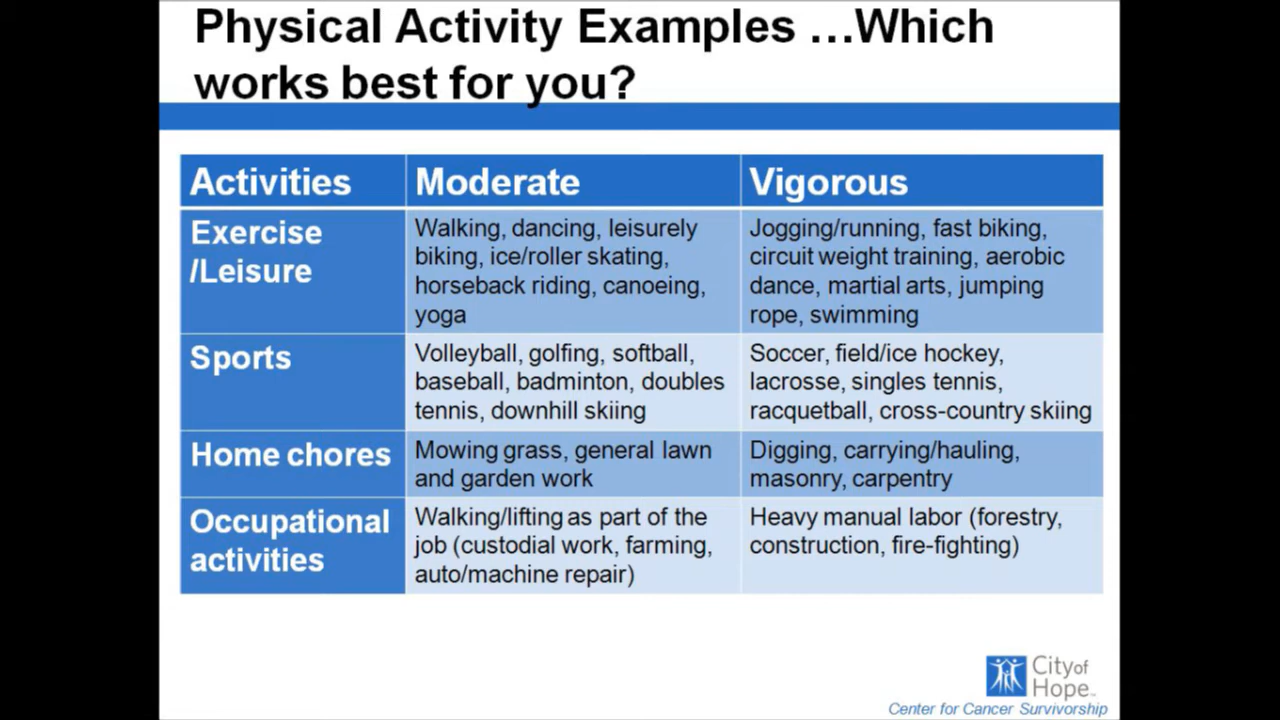 Physical Activity Examples …Which
works best for you?
Activities
Moderate
Vigorous
Exercise
/Leisure
Walking, dancing, leisurely
biking, ice/roller skating,
horseback riding, canoeing,
yoga
Jogging/running, fast biking,
circuit weight training, aerobic
dance, martial arts, jumping
rope, swimming
Sports
Volleyball, golfing, softball,
baseball, badminton, doubles
tennis, downhill skiing
Soccer, field/ice hockey,
lacrosse, singles tennis,
racquetball, cross-country skiing
Home chores
Mowing grass, general lawn
and garden work
Digging, carrying/hauling,
masonry, carpentry
Occupational
activities
Walking/lifting as part of the
job (custodial work, farming,
auto/machine repair)
Heavy manual labor (forestry,
construction, fire-fighting)
City of
Hope™
Center for Cancer Survivorship